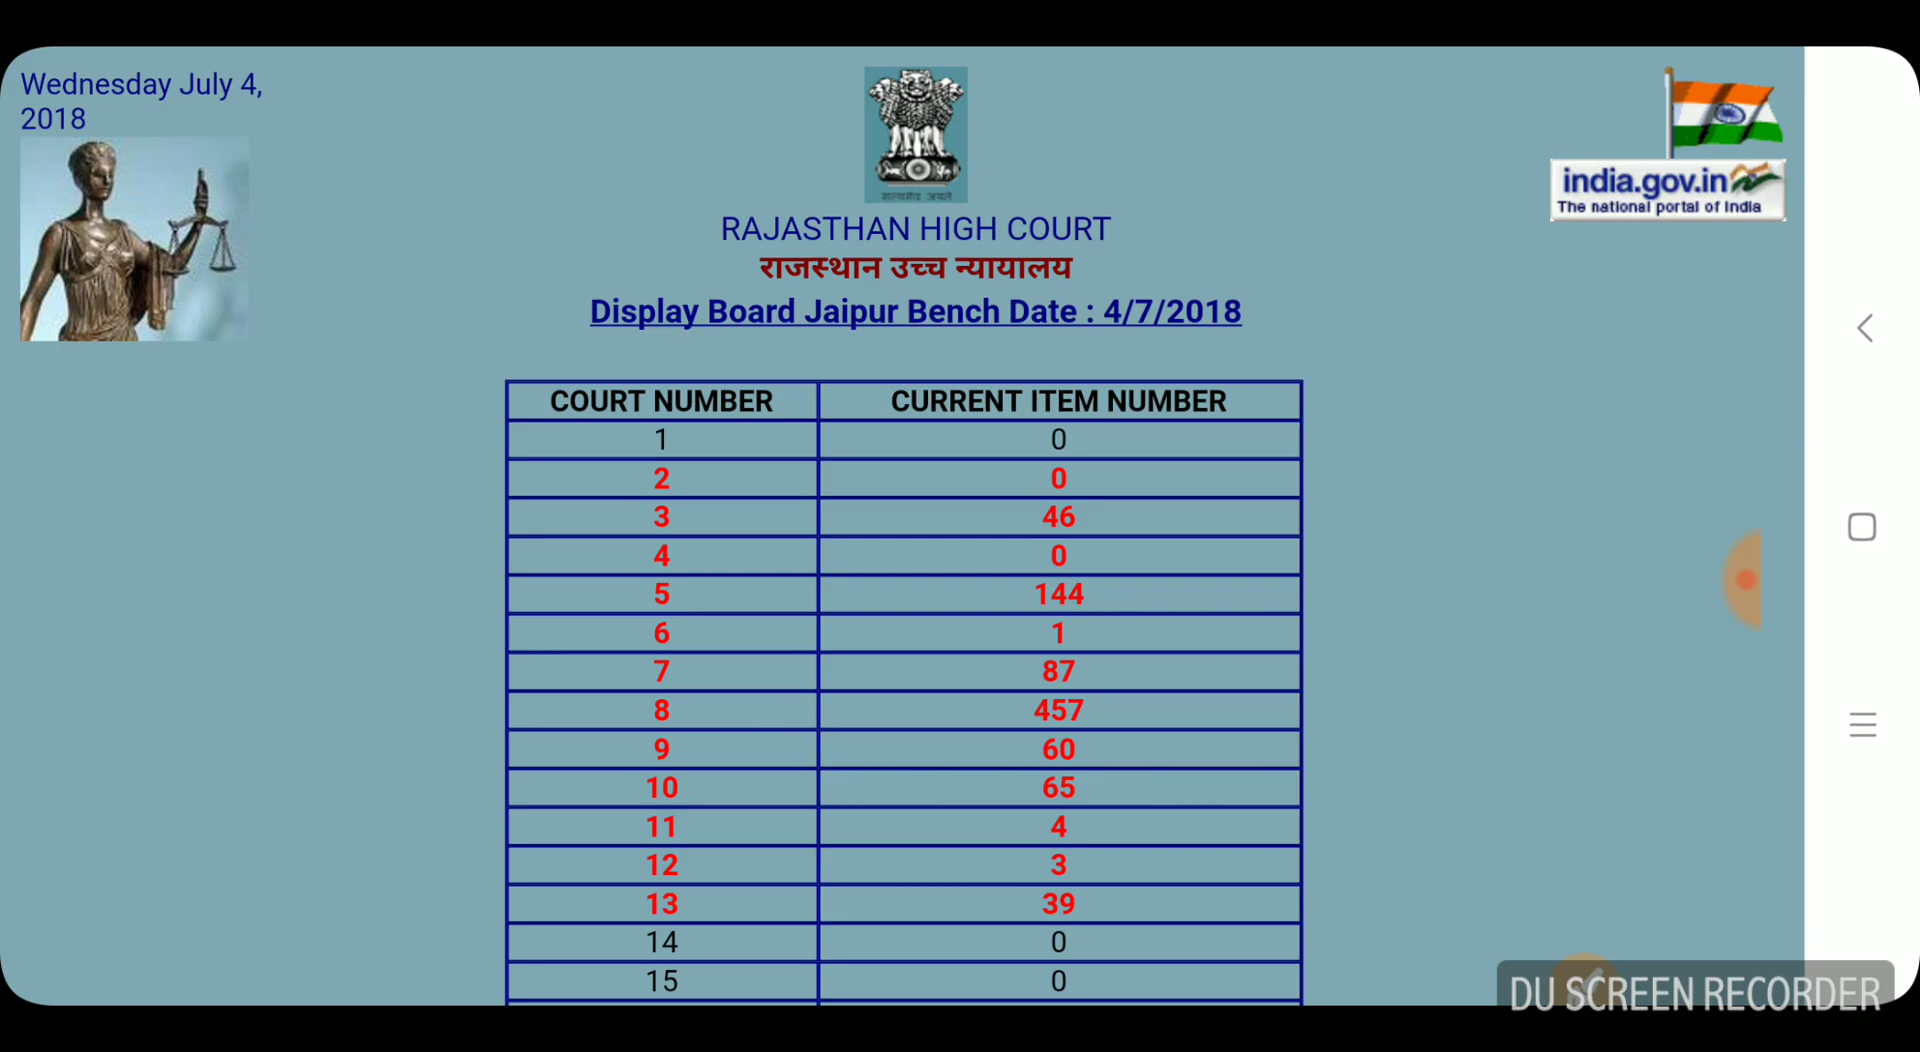 Wednesday July 4,
2018
सत्यमेव जयते
india.gov.in
The national portal of India
RAJASTHAN HIGH COURT
राजस्थान उच्च न्यायालय
Display Board Jaipur Bench Date : 4/7/2018
COURT NUMBER CURRENT ITEM NUMBER
1 0
2 0
3 46
4 0
5 144
6 1
7 87
8 457
9 60
10 65
11 4
12 3
13 39
14 0
15 0
DU SCREEN RECORDER